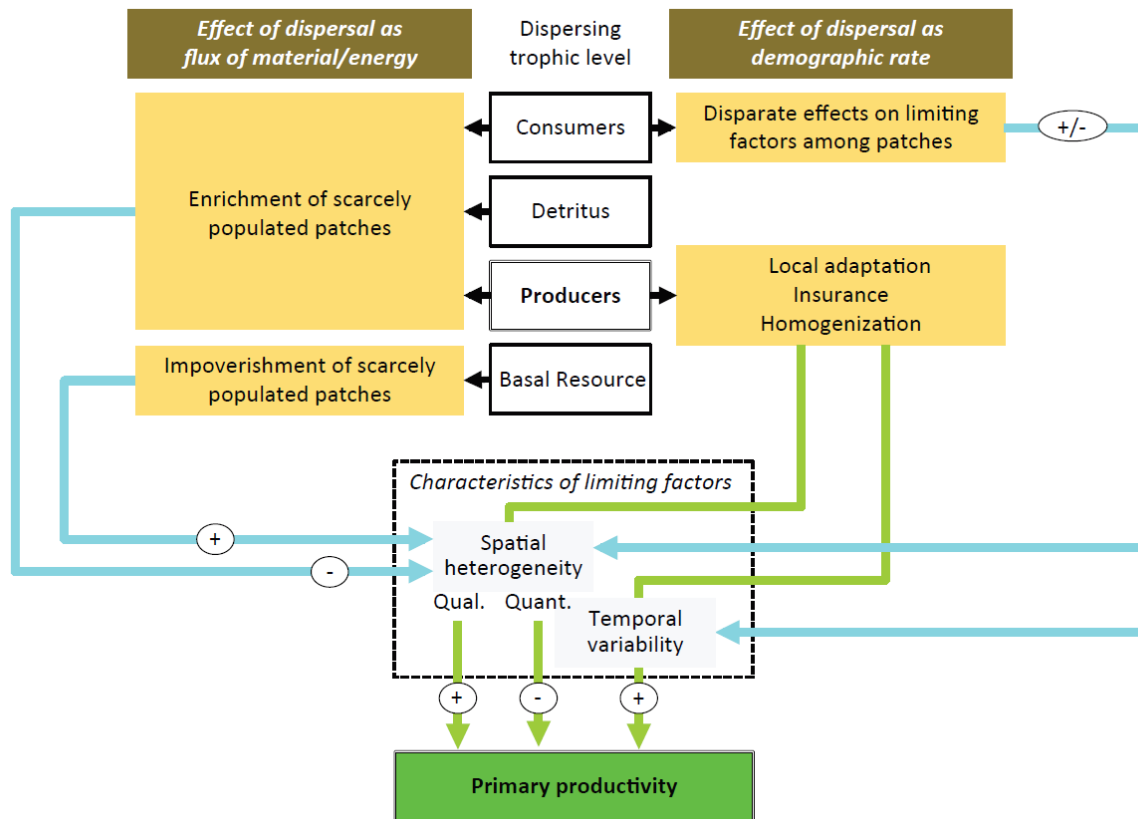 Effect of dispersal as
flux of material/energy
Dispersing
trophic level
Effect of dispersal as
demographic rate
Consumers
Disparate effects on limiting
factors among patches
+/-
Enrichment of scarcely
populated patches
Detritus
Producers
Local adaptation
Insurance
Homogenization
Impoverishment of scarcely
populated patches
Basal Resource
Characteristics of limiting factors
+
Spatial
heterogeneity
-
Qual.
Quant.
Temporal
variability
+
-
+
Primary productivity